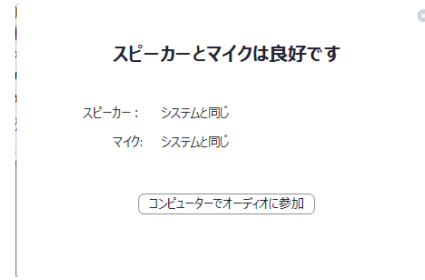 スピーカーとマイクは良好です
スピーカー： システムと同じ
マイク: システムと同じ
コンピューターでオーディオに参加